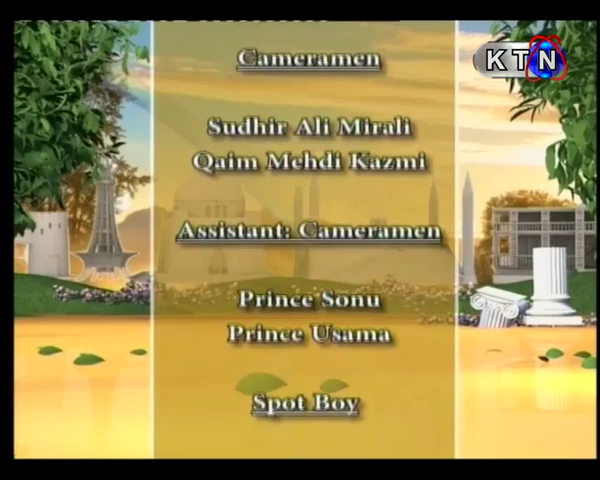 KTN
Cameramen
Sudhir Ali Mirali
Qaim Mehdi Kazmi
Assistant: Cameramen
Prince Sonu
Prince Usama
Spot Boy